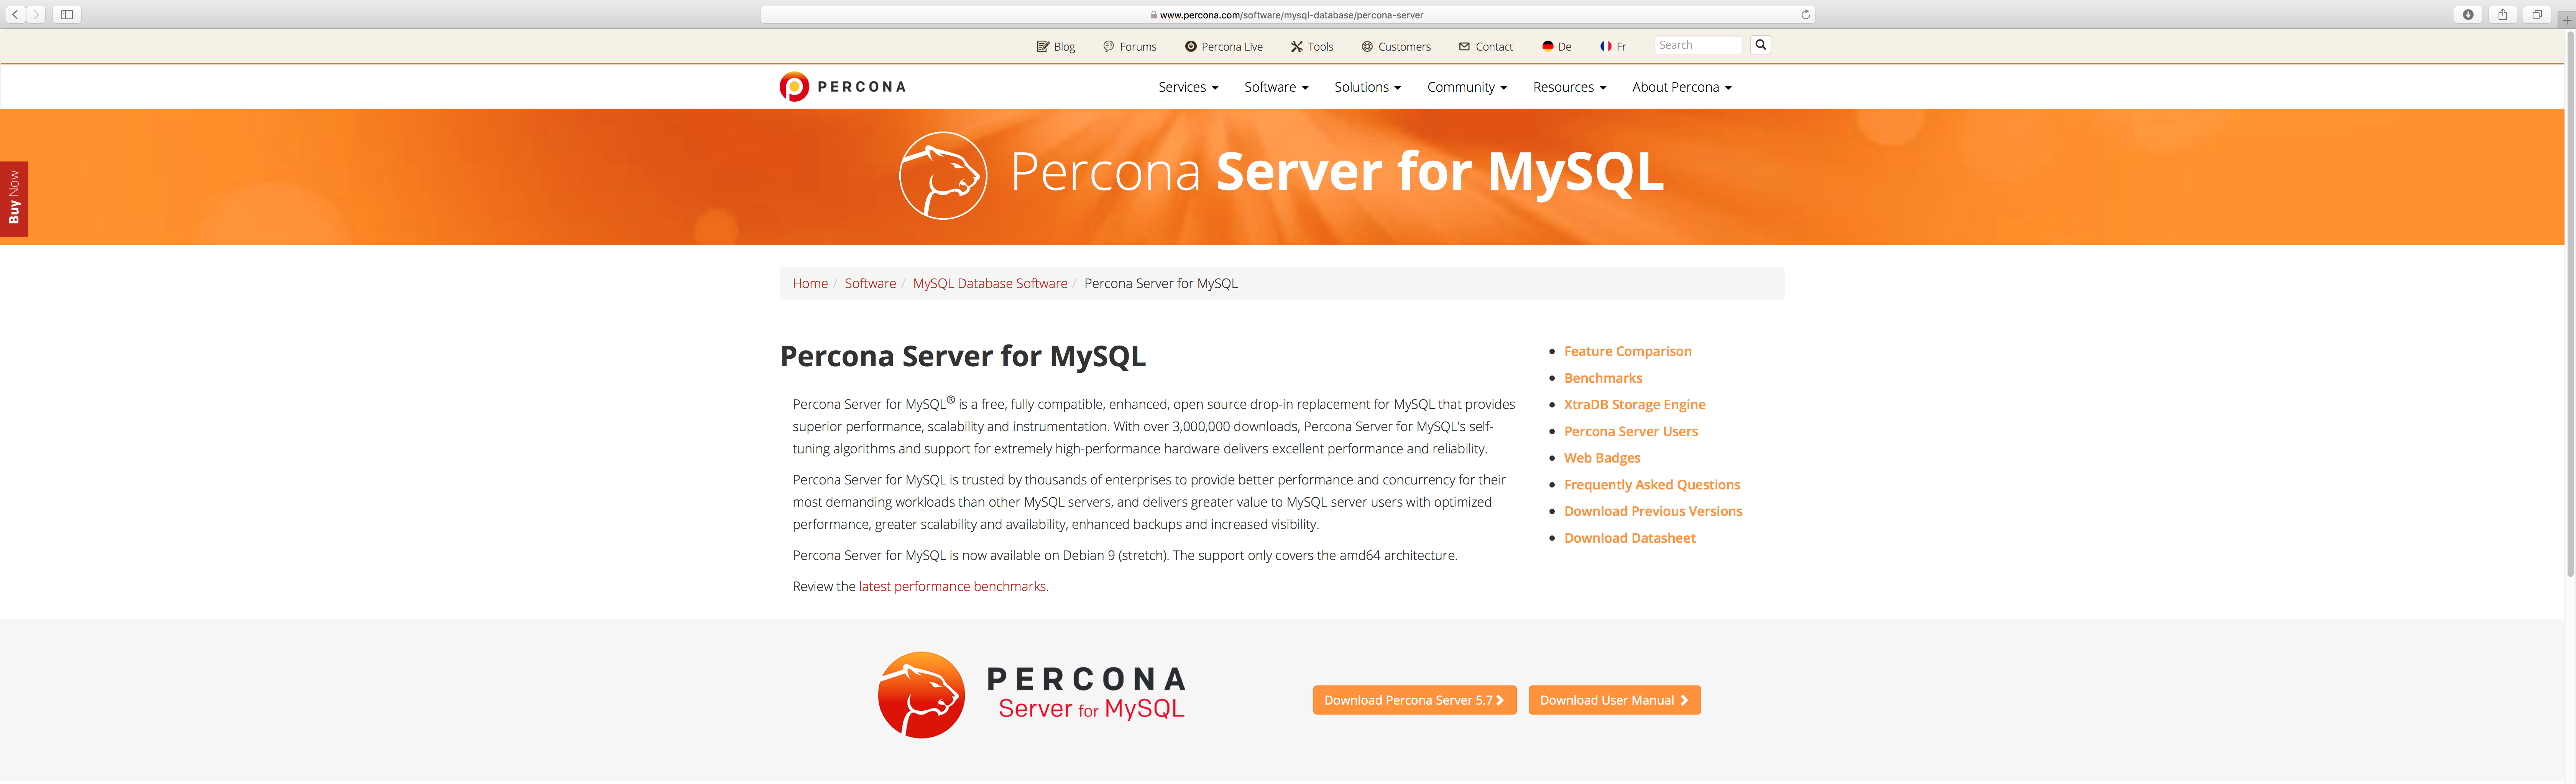 www.percona.com/software/mysql-database/percona-server
Blog Forums Percona Live Tools Customers Contact De Fr Search
PERCONA Services Software Solutions Community Resources About Percona
Buy Now
Percona Server for MySQL
Home / Software / MySQL Database Software / Percona Server for MySQL
Percona Server for MySQL
Percona Server for MySQL® is a free, fully compatible, enhanced, open source drop-in replacement for MySQL that provides
superior performance, scalability and instrumentation. With over 3,000,000 downloads, Percona Server for MySQL's self-
tuning algorithms and support for extremely high-performance hardware delivers excellent performance and reliability.
Percona Server for MySQL is trusted by thousands of enterprises to provide better performance and concurrency for their
most demanding workloads than other MySQL servers, and delivers greater value to MySQL server users with optimized
performance, greater scalability and availability, enhanced backups and increased visibility.
Percona Server for MySQL is now available on Debian 9 (stretch). The support only covers the amd64 architecture.
Review the latest performance benchmarks.
Feature Comparison
Benchmarks
XtraDB Storage Engine
Percona Server Users
Web Badges
Frequently Asked Questions
Download Previous Versions
Download Datasheet
PERCONA
Server for MySQL
Download Percona Server 5.7
Download User Manual